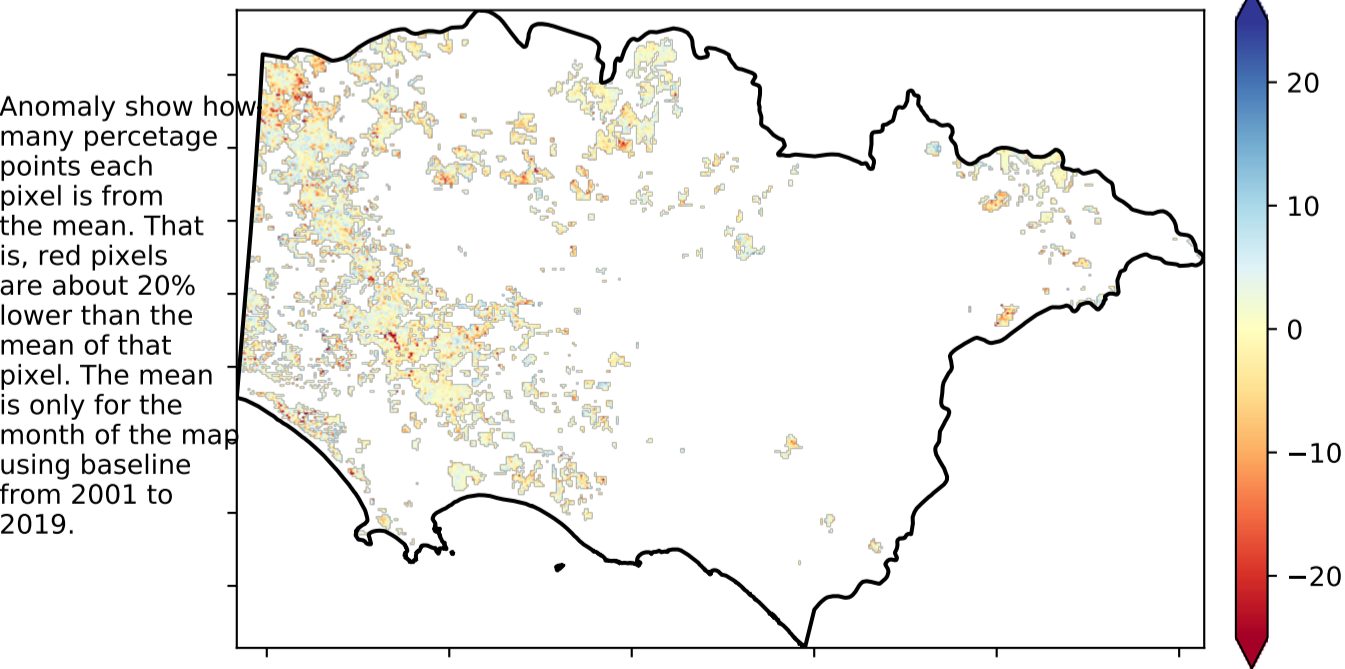 Anomaly show how
many percetage
points each
pixel is from
the mean. That
is, red pixels
are about 20%
lower than the
mean of that
pixel. The mean
is only for the
month of the map
using baseline
from 2001 to
2019.
20
10
0
−10
−20